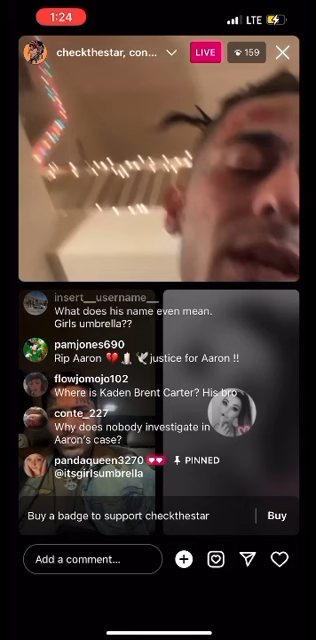 1:24
LTE
checkthestar, con...
LIVE
159
insert__username__
What does his name even mean.
Girls umbrella??
pamjones690
Rip Aaron 💔🕯️🕊️justice for Aaron !!
flowjomojo102
Where is Kaden Brent Carter? His bro
conte_227
Why does nobody investigate in
Aaron's case?
pandaqueen3270 PINNED
@itsgirlsumbrella
Buy a badge to support checkthestar
Buy
Add a comment...